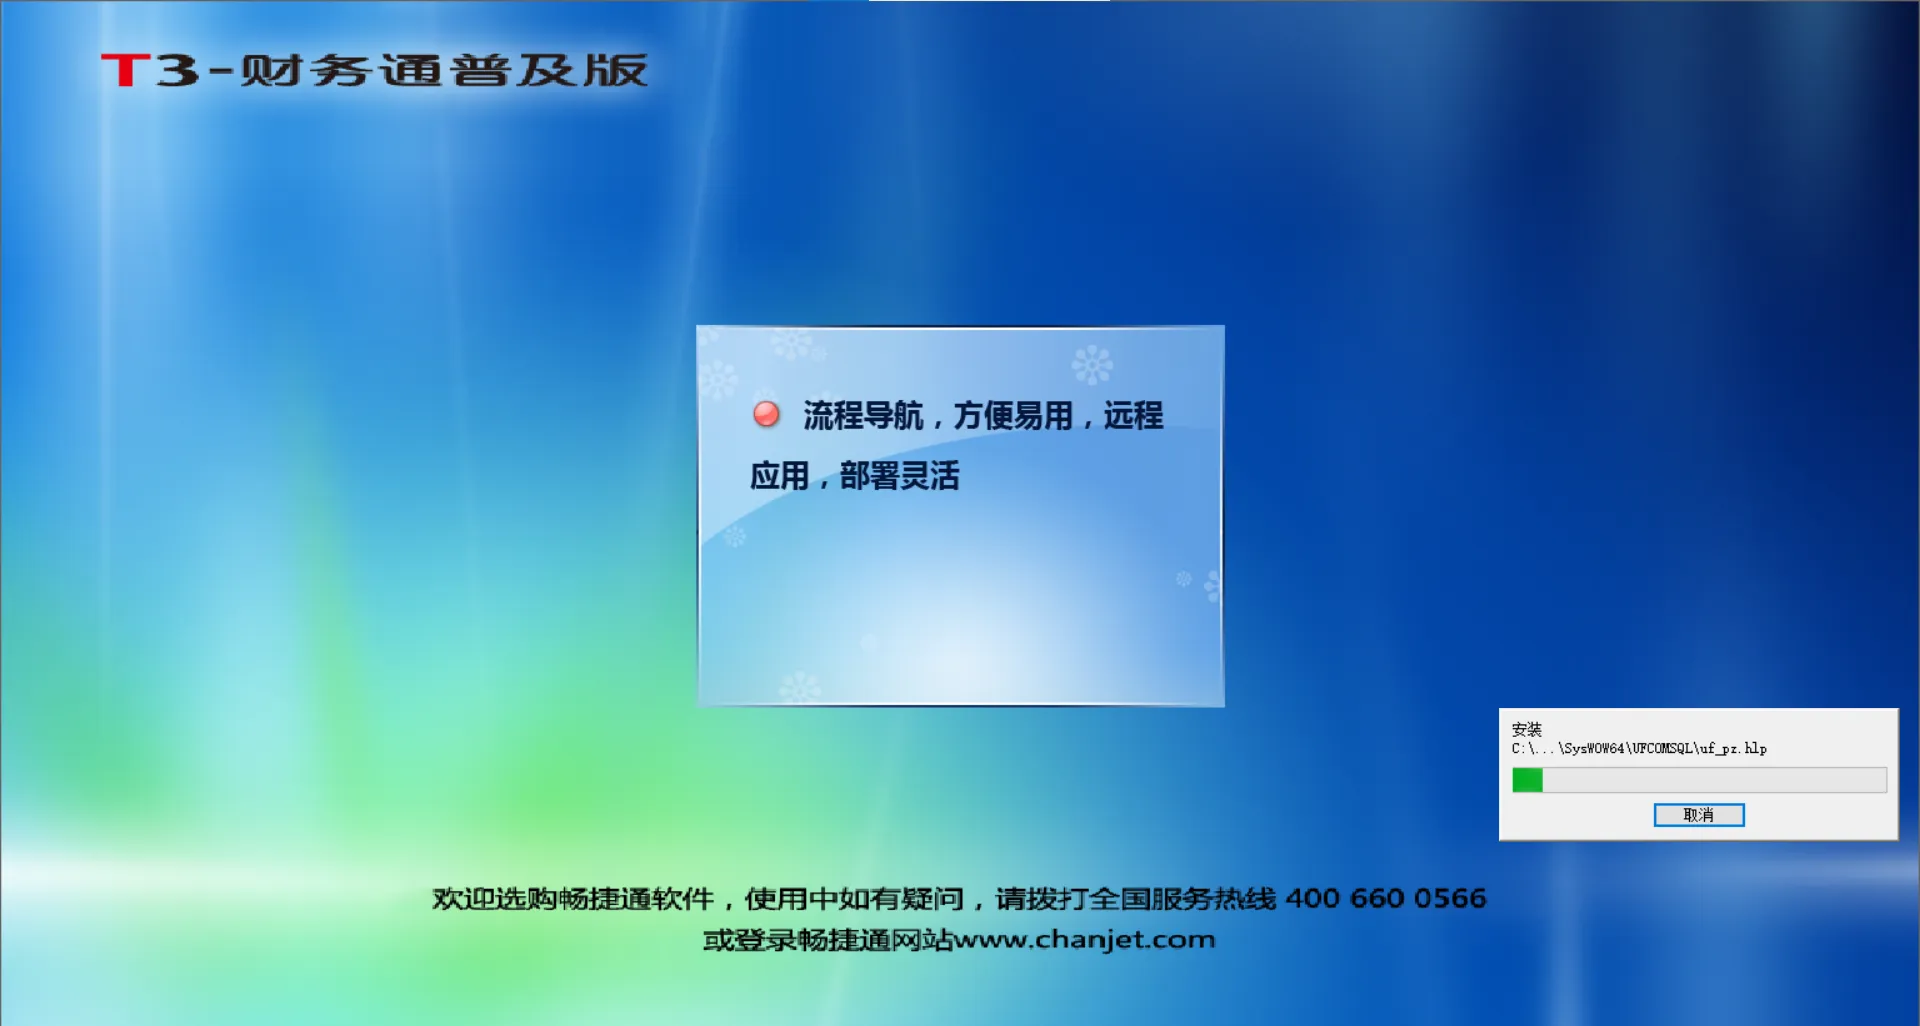 T3-财务通普及版
流程导航，方便易用，远程
应用，部署灵活
安装
C:\...\SysWOW64\UFCOMSQL\uf_pz.hlp
取消
欢迎选购畅捷通软件，使用中如有疑问，请拨打全国服务热线 400 660 0566
或登录畅捷通网站www.chanjet.com